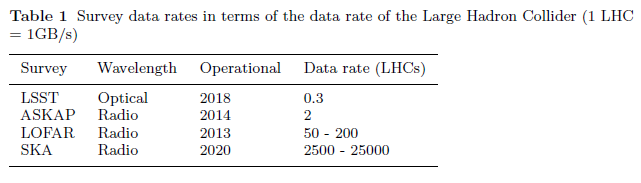 Table 1 Survey data rates in terms of the data rate of the Large Hadron Collider (1 LHC
= 1GB/s)
Survey Wavelength Operational Data rate (LHCs)
LSST Optical 2018 0.3
ASKAP Radio 2014 2
LOFAR Radio 2013 50 - 200
SKA Radio 2020 2500 - 25000